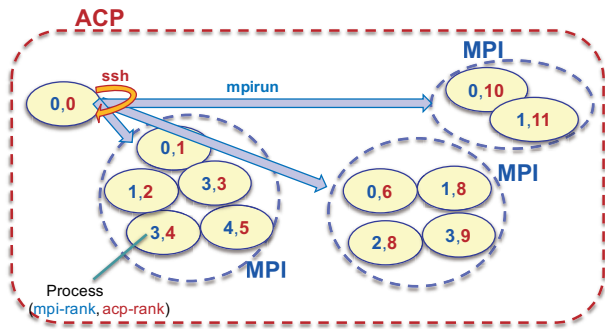 ACP
MPI
ssh
mpirun
0,0
0,10
1,11
0,1
MPI
1,2
3,3
0,6
1,8
3,4
4,5
2,8
3,9
MPI
Process
(mpi-rank, acp-rank)